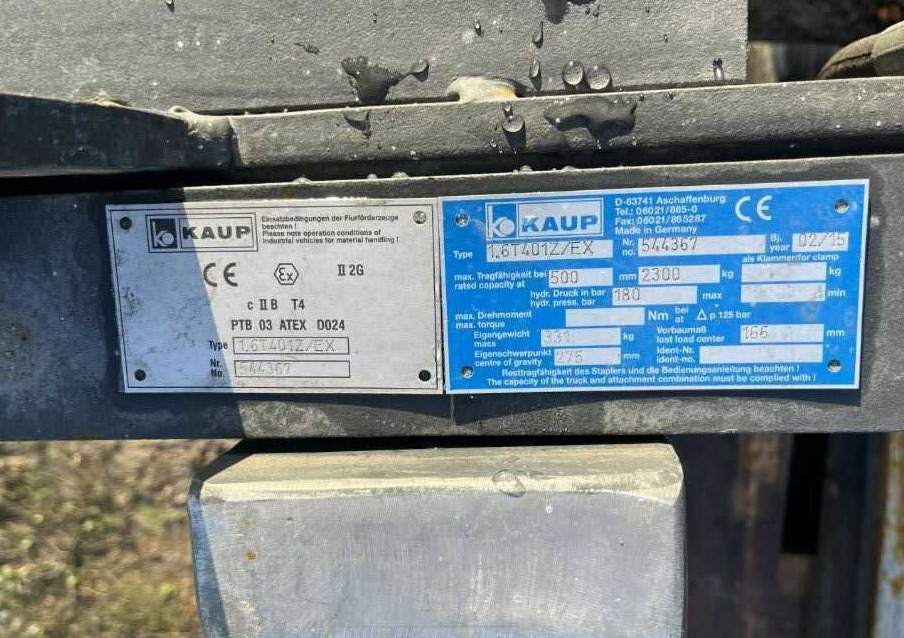 KAUP
Einsatzbedingungen der Flurförderzeuge
beachten !
Please note operation conditions of
industrial vehicles for material handling !
CE Ex II 2G
c II B T4
PTB 03 ATEX D024
Type 1.6T401Z/EX
Nr.
No. 544367
KAUP
D-63741 Aschaffenburg
Tel.: 06021/865-0
Fax: 06021/865287
Made in Germany
CE
Type 1.6T401Z/EX
Nr.
no. 544367
Bj.
year 02/15
als Klammer/for clamp
max. Tragfähigkeit bei
rated capacity at 500 mm 2300 kg kg
hydr. Druck in bar
hydr. press. bar 180 max min
max. Drehmoment
max. torque Nm bei
at Δ p 125 bar
Eigengewicht
mass 331 kg
Vorbaumaß
lost load center 166 mm
Eigenschwerpunkt
centre of gravity 275 mm
Ident-Nr.
ident-no.
Resttragfähigkeit des Staplers und die Bedienungsanleitung beachten !
The capacity of the truck and attachment combination must be complied with !